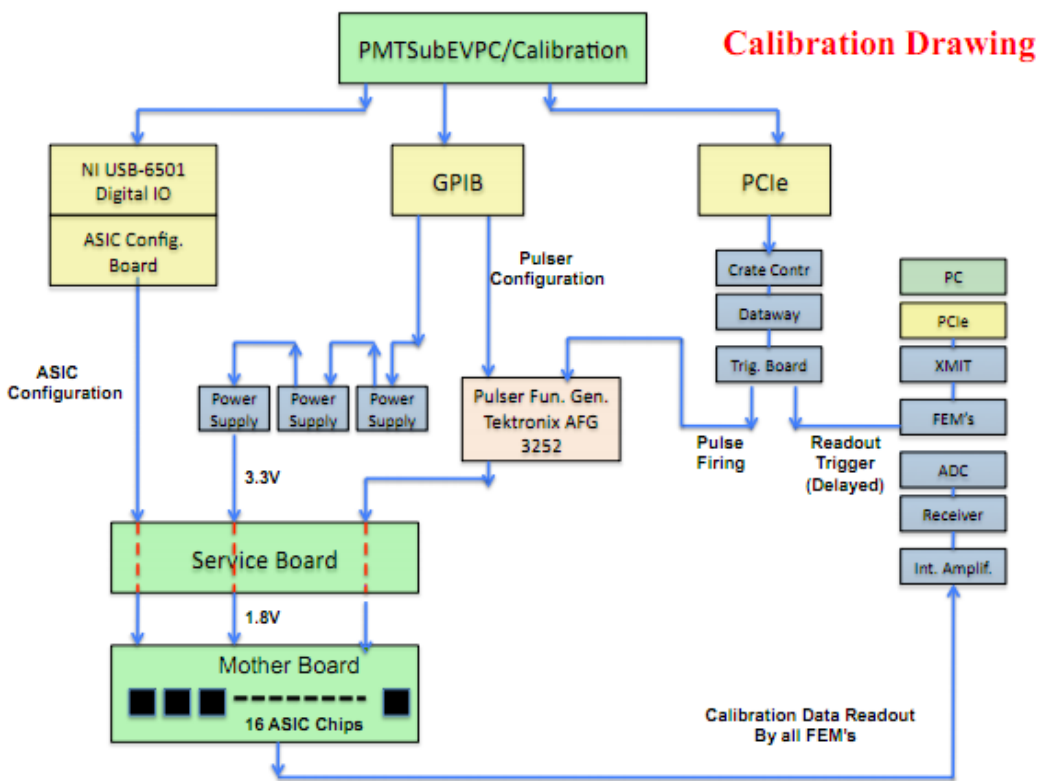 PMTSubEVPC/Calibration
Calibration Drawing
NI USB-6501
Digital IO
ASIC Config.
Board
GPIB
PCIe
Pulser
Configuration
Crate Contr
Dataway
Trig. Board
PC
PCIe
XMIT
FEM's
ADC
Receiver
Int. Amplif.
ASIC
Configuration
Power
Supply
Power
Supply
Power
Supply
Pulser Fun. Gen.
Tektronix AFG
3252
Pulse
Firing
Readout
Trigger
(Delayed)
3.3V
Service Board
1.8V
Mother Board
16 ASIC Chips
Calibration Data Readout
By all FEM's